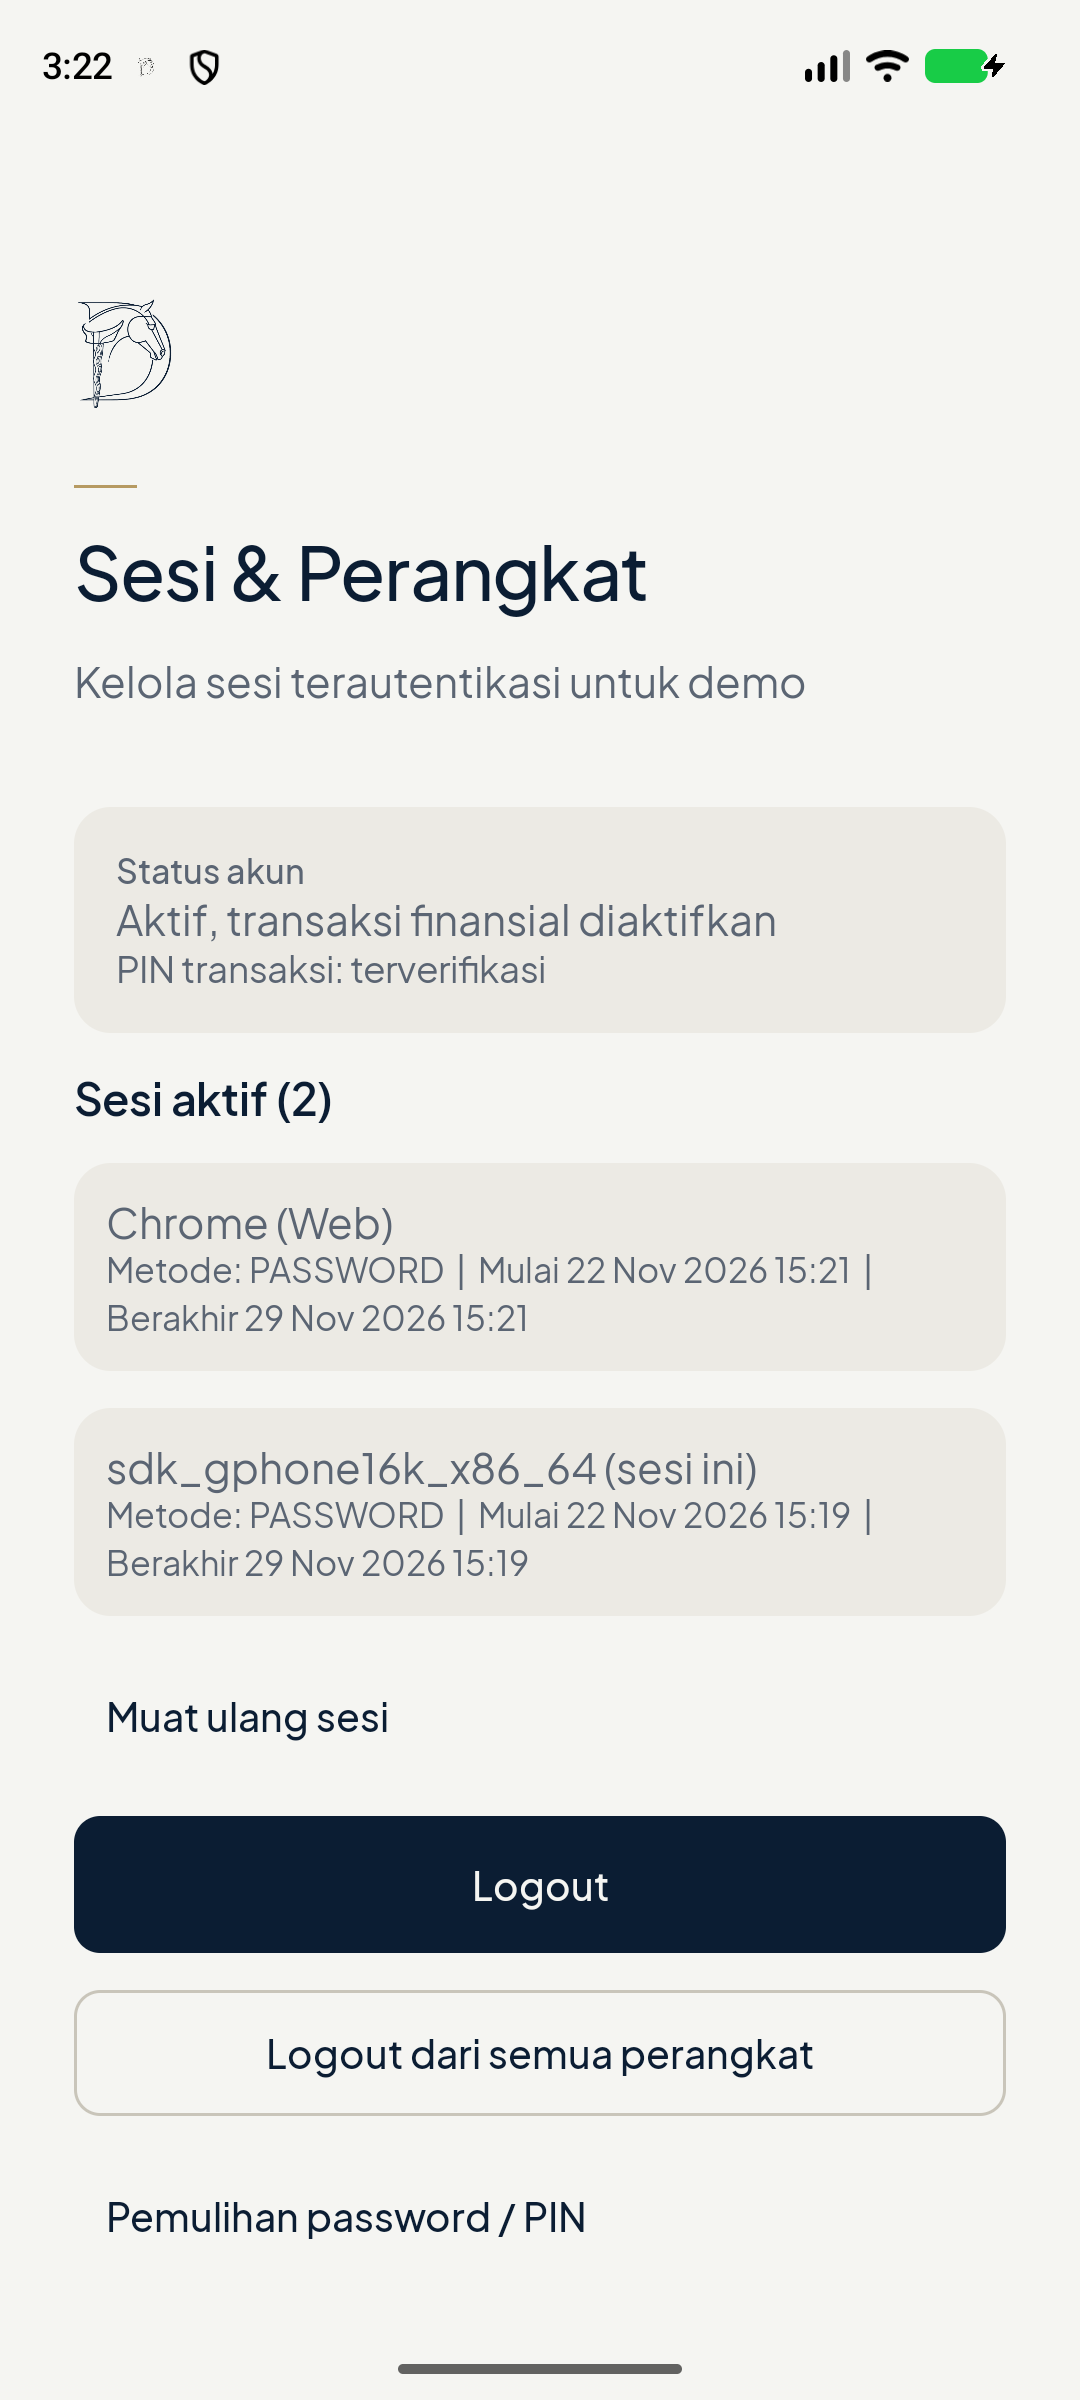 3:22
Sesi & Perangkat
Kelola sesi terautentikasi untuk demo
Status akun
Aktif, transaksi finansial diaktifkan
PIN transaksi: terverifikasi
Sesi aktif (2)
Chrome (Web)
Metode: PASSWORD | Mulai 22 Nov 2026 15:21 |
Berakhir 29 Nov 2026 15:21
sdk_gphone16k_x86_64 (sesi ini)
Metode: PASSWORD | Mulai 22 Nov 2026 15:19 |
Berakhir 29 Nov 2026 15:19
Muat ulang sesi
Logout
Logout dari semua perangkat
Pemulihan password / PIN